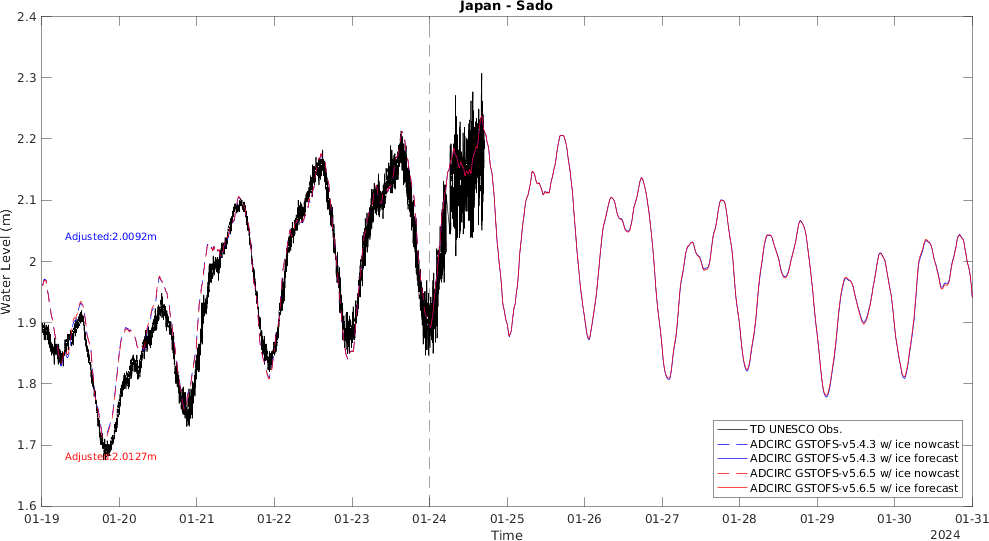 Japan - Sado
2.4
2.3
2.2
2.1
2
1.9
1.8
1.7
1.6
Water Level (m)
Adjusted:2.0092m
Adjusted:2.0127m
TD UNESCO Obs.
ADCIRC GSTOFS-v5.4.3 w/ ice nowcast
ADCIRC GSTOFS-v5.4.3 w/ ice forecast
ADCIRC GSTOFS-v5.6.5 w/ ice nowcast
ADCIRC GSTOFS-v5.6.5 w/ ice forecast
01-19 01-20 01-21 01-22 01-23 01-24 01-25 01-26 01-27 01-28 01-29 01-30 01-31
Time
2024